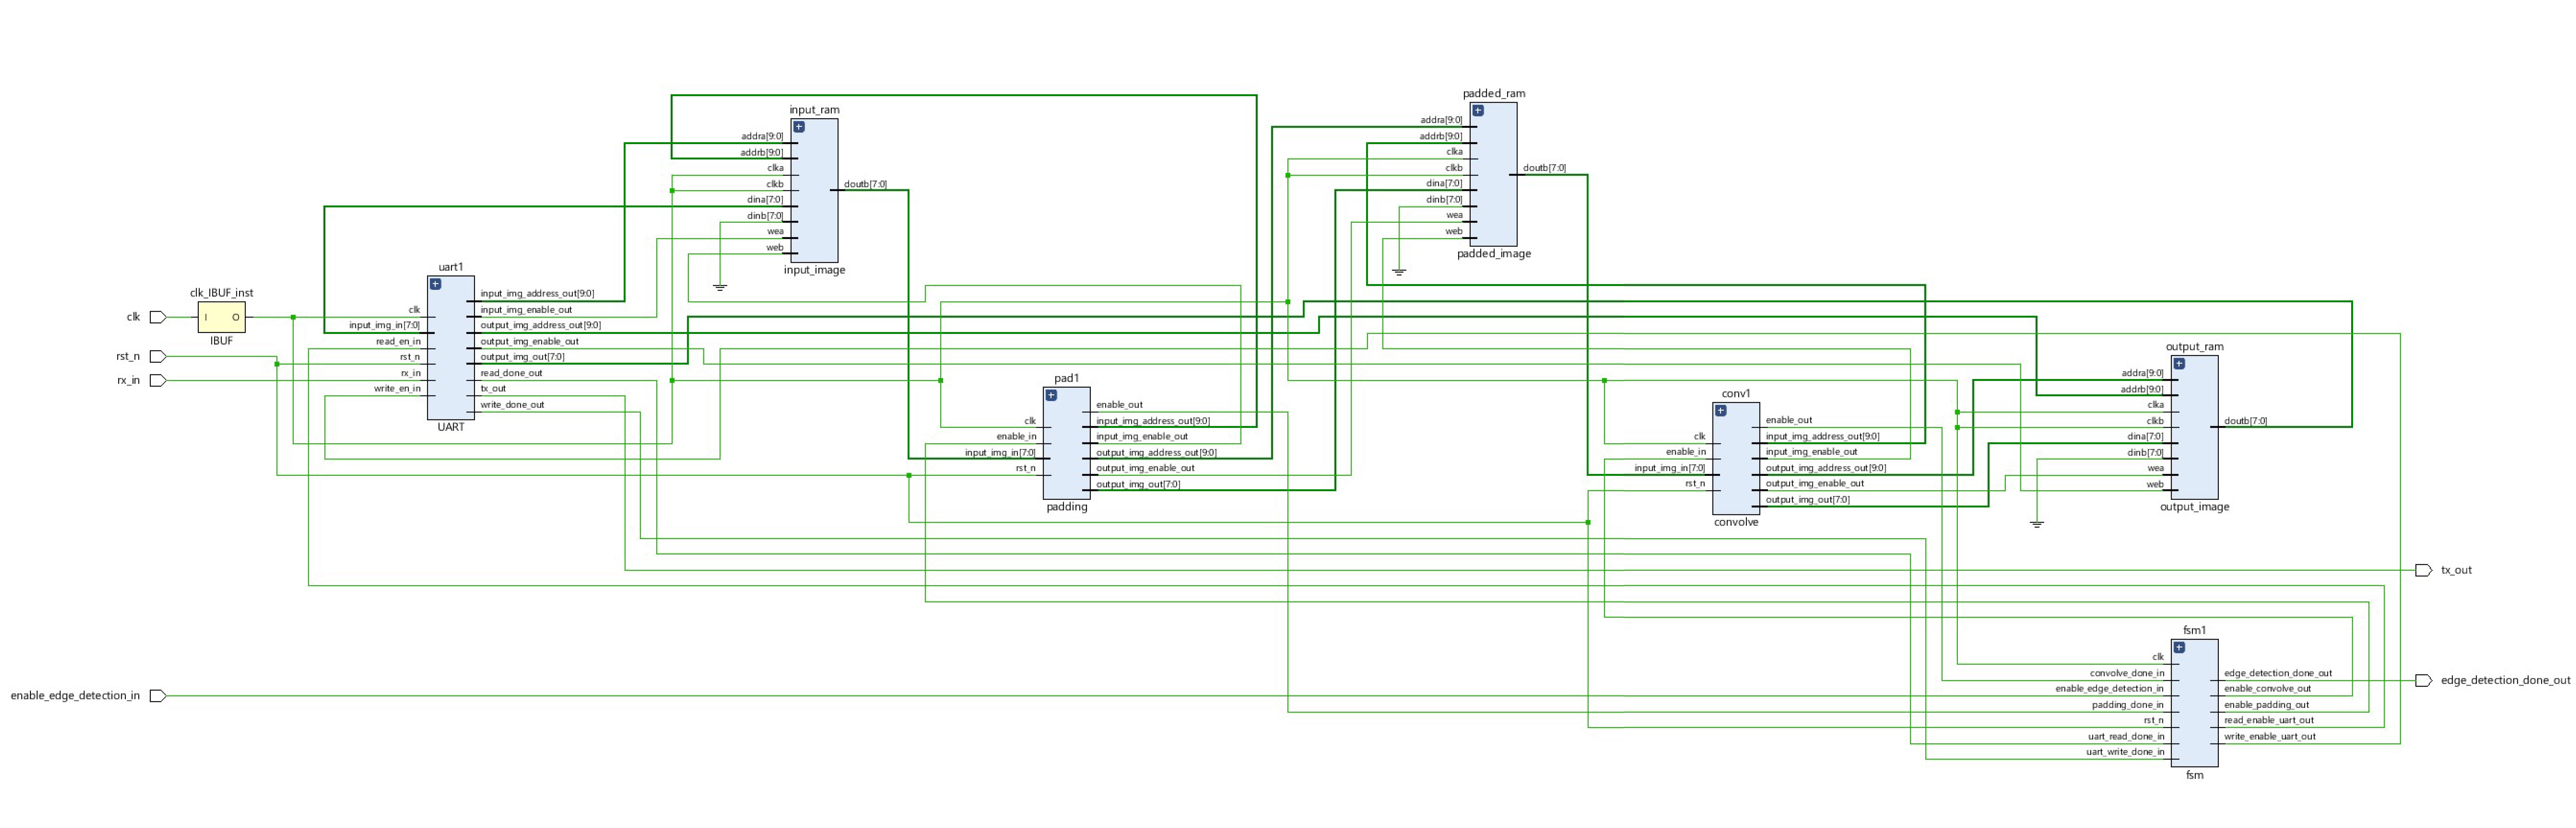 clk
rst_n
rx_in
enable_edge_detection_in
clk_IBUF_inst
I O
IBUF
uart1
clk
input_img_in[7:0]
read_en_in
rst_n
rx_in
write_en_in
input_img_address_out[9:0]
input_img_enable_out
output_img_address_out[9:0]
output_img_enable_out
output_img_out[7:0]
read_done_out
tx_out
write_done_out
UART
input_ram
addra[9:0]
addrb[9:0]
clka
clkb
dina[7:0]
dinb[7:0]
wea
web
doutb[7:0]
input_image
pad1
clk
enable_in
input_img_in[7:0]
rst_n
enable_out
input_img_address_out[9:0]
input_img_enable_out
output_img_address_out[9:0]
output_img_enable_out
output_img_out[7:0]
padding
padded_ram
addra[9:0]
addrb[9:0]
clka
clkb
dina[7:0]
dinb[7:0]
wea
web
doutb[7:0]
padded_image
conv1
clk
enable_in
input_img_in[7:0]
rst_n
enable_out
input_img_address_out[9:0]
input_img_enable_out
output_img_address_out[9:0]
output_img_enable_out
output_img_out[7:0]
convolve
output_ram
addra[9:0]
addrb[9:0]
clka
clkb
dina[7:0]
dinb[7:0]
wea
web
doutb[7:0]
output_image
fsm1
clk
convolve_done_in
enable_edge_detection_in
padding_done_in
rst_n
uart_read_done_in
uart_write_done_in
edge_detection_done_out
enable_convolve_out
enable_padding_out
read_enable_uart_out
write_enable_uart_out
fsm
tx_out
edge_detection_done_out